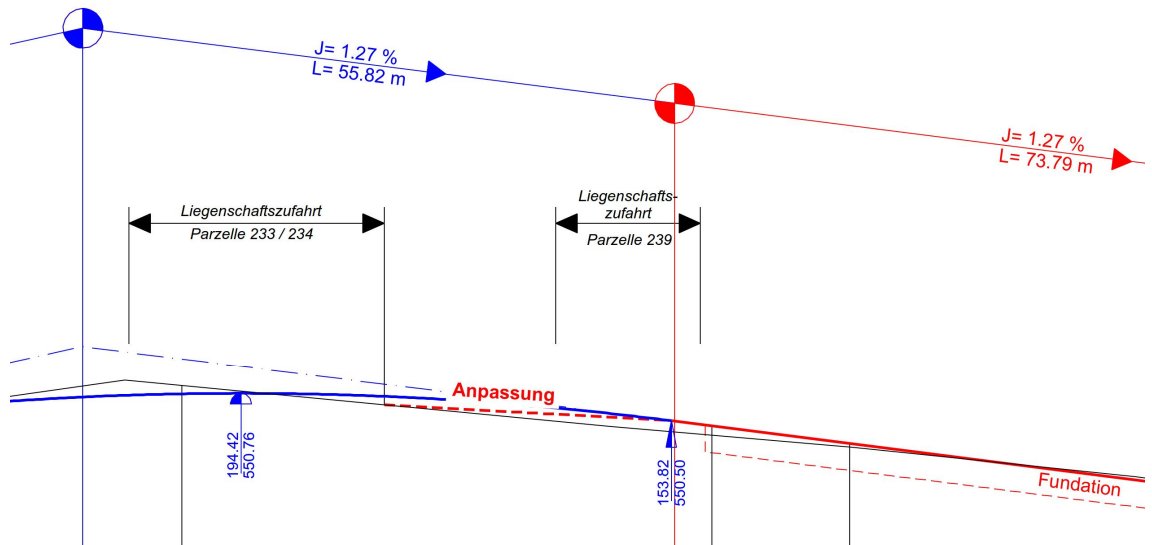 J= 1.27 %
L= 55.82 m
J= 1.27 %
L= 73.79 m
Liegenschaftszufahrt
Parzelle 233 / 234
Liegenschafts-
zufahrt
Parzelle 239
Anpassung
194.42
550.76
153.82
550.50
Fundation